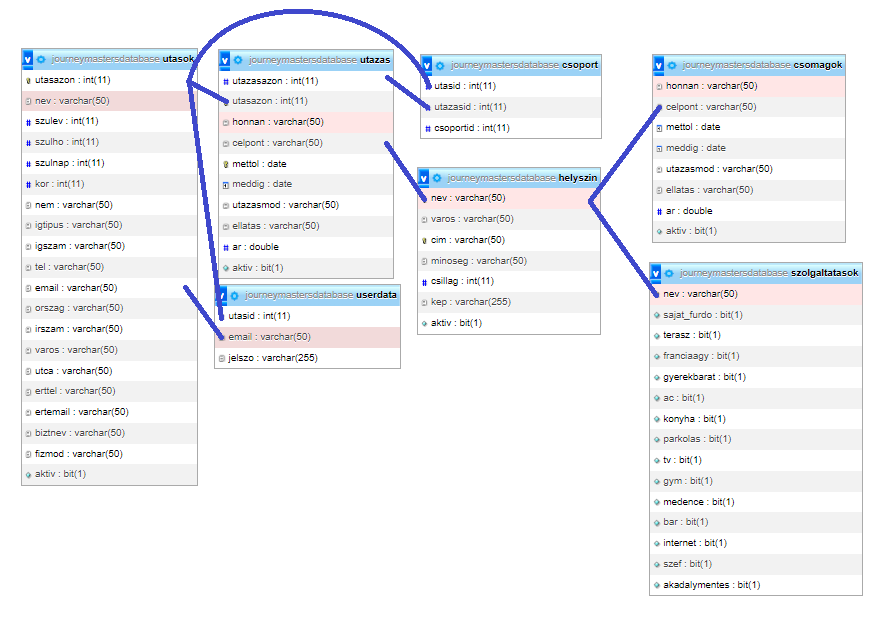 journeymastersdatabase utasok
utasazon : int(11)
nev : varchar(50)
szulev : int(11)
szulho : int(11)
szulnap : int(11)
kor : int(11)
nem : varchar(50)
igtipus : varchar(50)
igszam : varchar(50)
tel : varchar(50)
email : varchar(50)
orszag : varchar(50)
irszam : varchar(50)
varos : varchar(50)
utca : varchar(50)
erttel : varchar(50)
ertemail : varchar(50)
biztnev : varchar(50)
fizmod : varchar(50)
aktiv : bit(1)
journeymastersdatabase utazas
utazasazon : int(11)
utasazon : int(11)
honnan : varchar(50)
celpont : varchar(50)
mettol : date
meddig : date
utazasmod : varchar(50)
ellatas : varchar(50)
ar : double
aktiv : bit(1)
journeymastersdatabase userdata
utasid : int(11)
email : varchar(50)
jelszo : varchar(255)
journeymastersdatabase csoport
utasid : int(11)
utazasid : int(11)
csoportid : int(11)
journeymastersdatabase helyszin
nev : varchar(50)
varos : varchar(50)
cim : varchar(50)
minoseg : varchar(50)
csillag : int(11)
kep : varchar(255)
aktiv : bit(1)
journeymastersdatabase csomagok
honnan : varchar(50)
celpont : varchar(50)
mettol : date
meddig : date
utazasmod : varchar(50)
ellatas : varchar(50)
ar : double
aktiv : bit(1)
journeymastersdatabase szolgaltatasok
nev : varchar(50)
sajat_furdo : bit(1)
terasz : bit(1)
franciaagy : bit(1)
gyerekbarat : bit(1)
ac : bit(1)
konyha : bit(1)
parkolas : bit(1)
tv : bit(1)
gym : bit(1)
medence : bit(1)
bar : bit(1)
internet : bit(1)
szef : bit(1)
akadalymentes : bit(1)